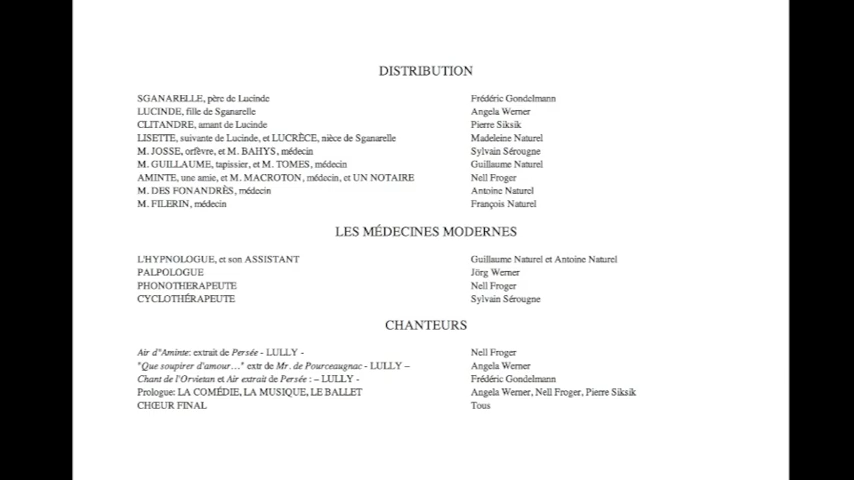 DISTRIBUTION
SGANARELLE, père de Lucinde Frédéric Gondelmann
LUCINDE, fille de Sganarelle Angela Werner
CLITANDRE, amant de Lucinde Pierre Siksik
LISETTE, suivante de Lucinde, et LUCRÈCE, nièce de Sganarelle Madeleine Naturel
M. JOSSE, orfèvre, et M. BAHYS, médecin Sylvain Sérougne
M. GUILLAUME, tapissier, et M. TOMES, médecin Guillaume Naturel
AMINTE, une amie, et M. MACROTON, médecin, et UN NOTAIRE Nell Froger
M. DES FONANDRÈS, médecin Antoine Naturel
M. FILERIN, médecin François Naturel
LES MÉDECINES MODERNES
L'HYPNOLOGUE, et son ASSISTANT Guillaume Naturel et Antoine Naturel
PALPOLOGUE Jörg Werner
PHONOTHERAPEUTE Nell Froger
CYCLOTHÉRAPEUTE Sylvain Sérougne
CHANTEURS
Air d"Aminte: extrait de Persée - LULLY - Nell Froger
"Que soupirer d'amour…" extr de Mr. de Pourceaugnac - LULLY – Angela Werner
Chant de l'Orvietan et Air extrait de Persée : – LULLY - Frédéric Gondelmann
Prologue: LA COMÉDIE, LA MUSIQUE, LE BALLET Angela Werner, Nell Froger, Pierre Siksik
CHŒUR FINAL Tous